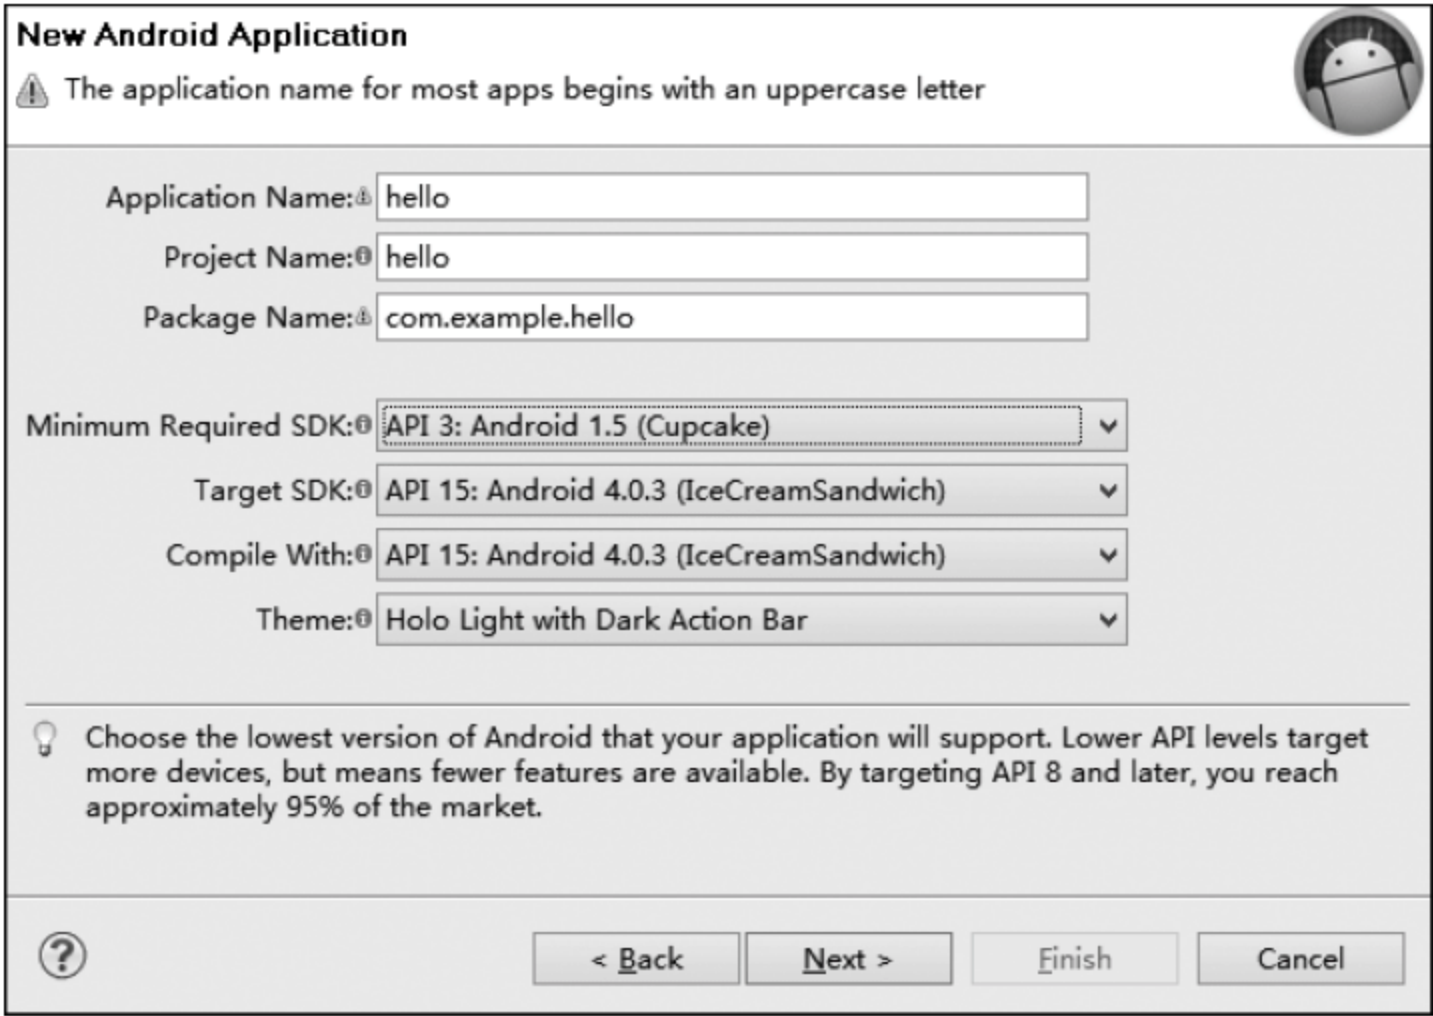 New Android Application
The application name for most apps begins with an uppercase letter
Application Name: hello
Project Name: hello
Package Name: com.example.hello
Minimum Required SDK: API 3: Android 1.5 (Cupcake)
Target SDK: API 15: Android 4.0.3 (IceCreamSandwich)
Compile With: API 15: Android 4.0.3 (IceCreamSandwich)
Theme: Holo Light with Dark Action Bar
Choose the lowest version of Android that your application will support. Lower API levels target
more devices, but means fewer features are available. By targeting API 8 and later, you reach
approximately 95% of the market.
? < Back Next > Finish Cancel